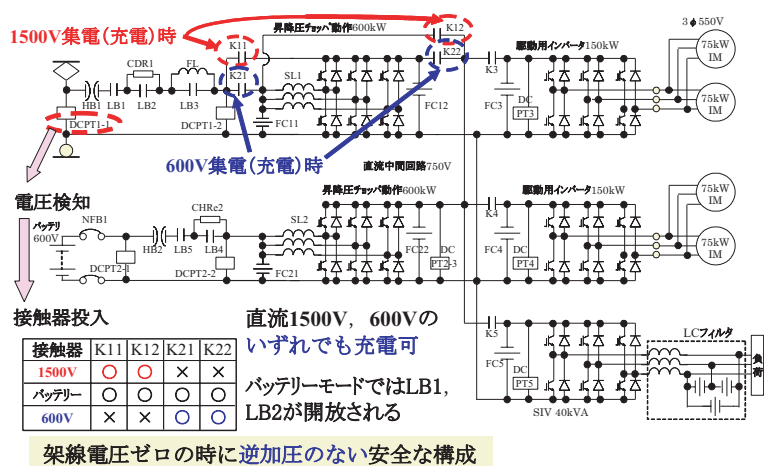 1500V集電(充電)時
昇降圧チョッパ動作600kW
K12
3φ550V
K11
K22
駆動用インバータ150kW
75kW
IM
CDR1
FL
K21
SL1
K3
HB1
LB1
LB2
LB3
FC12
FC3
DC
PT3
75kW
IM
DCPT1-1
DCPT1-2
FC11
600V集電(充電)時
直流中間回路750V
電圧検知
昇降圧チョッパ動作600kW
駆動用インバータ150kW
75kW
IM
バッテリ
600V
NFB1
CHRe2
SL2
K4
HB2
LB5
LB4
FC22
DC
PT2-3
FC4
DC
PT4
75kW
IM
DCPT2-1
DCPT2-2
FC21
接触器投入
直流1500V,600Vの
いずれでも充電可
K5
LCフィルタ
接触器 K11 K12 K21 K22
1500V ○ ○ × ×
バッテリー ○ ○ ○ ○
600V × × ○ ○
バッテリーモードではLB1,
LB2が開放される
FC5
DC
PT5
SIV 40kVA
負荷
架線電圧ゼロの時に逆加圧のない安全な構成